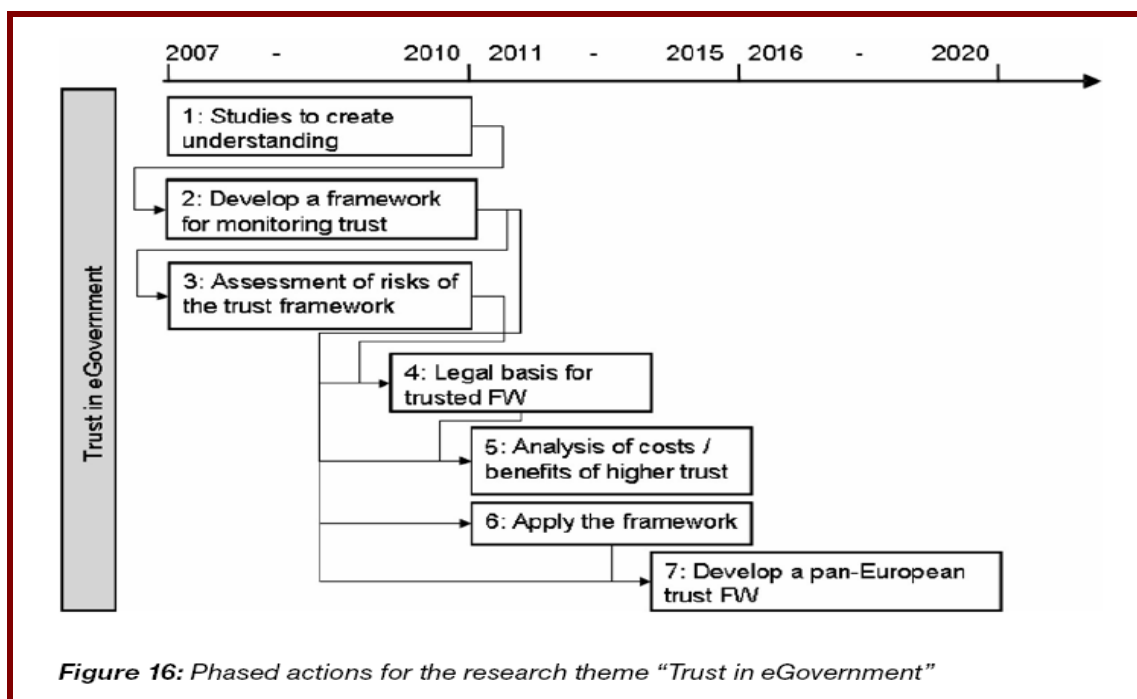 2007 - 2010 2011 - 2015 2016 - 2020
Trust in eGovernment
1: Studies to create
understanding
2: Develop a framework
for monitoring trust
3: Assessment of risks of
the trust framework
4: Legal basis for
trusted FW
5: Analysis of costs /
benefits of higher trust
6: Apply the framework
7: Develop a pan-European
trust FW
Figure 16: Phased actions for the research theme “Trust in eGovernment”